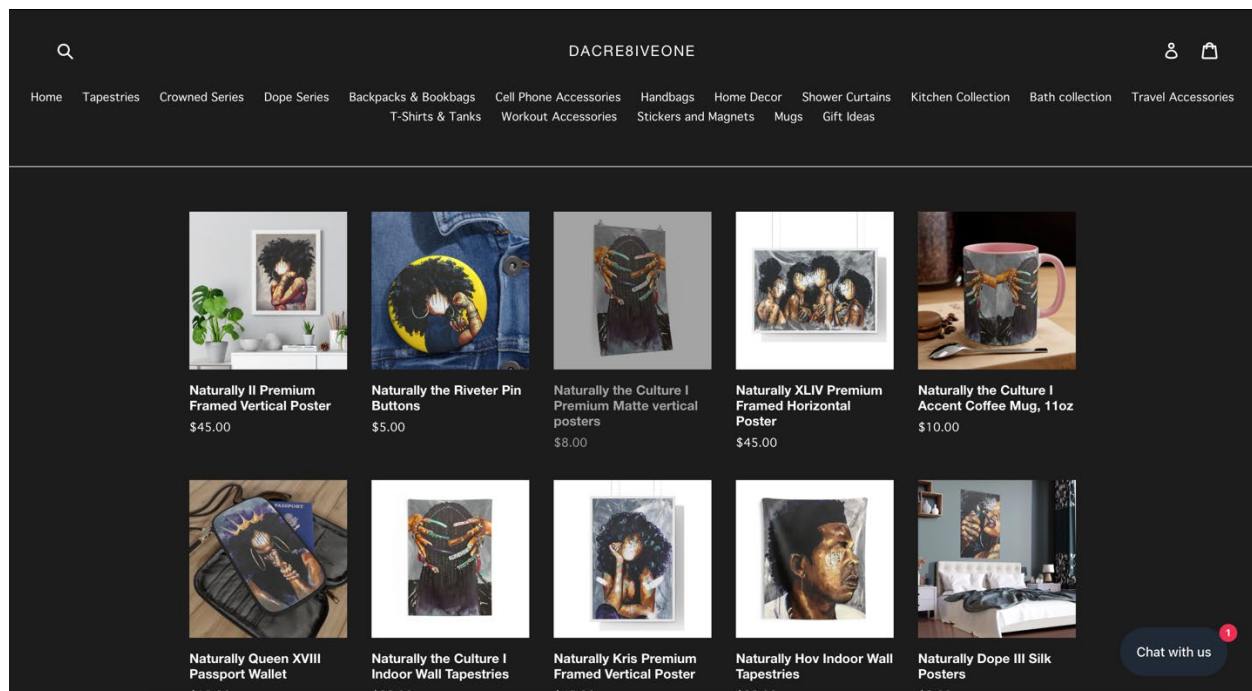 DACRE8IVEONE
Home Tapestries Crowned Series Dope Series Backpacks & Bookbags Cell Phone Accessories Handbags Home Decor Shower Curtains Kitchen Collection Bath collection Travel Accessories
T-Shirts & Tanks Workout Accessories Stickers and Magnets Mugs Gift Ideas
Naturally II Premium
Framed Vertical Poster
$45.00
Naturally the Riveter Pin
Buttons
$5.00
Naturally the Culture I
Premium Matte vertical
posters
$8.00
Naturally XLIV Premium
Framed Horizontal
Poster
$45.00
Naturally the Culture I
Accent Coffee Mug, 11oz
$10.00
PASSPORT
Naturally Queen XVIII
Passport Wallet
Naturally the Culture I
Indoor Wall Tapestries
Naturally Kris Premium
Framed Vertical Poster
Naturally Hov Indoor Wall
Tapestries
Naturally Dope III Silk
Posters
1
Chat with us